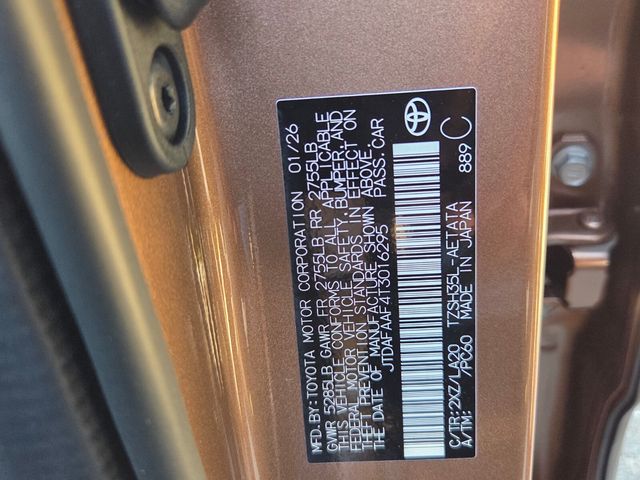 MFD.BY:TOYOTA MOTOR CORPORATION 01/26
GVWR 5285LB GAWR FR 2755LB RR 2755LB
THIS VEHICLE CONFORMS TO ALL APPLICABLE
FEDERAL MOTOR VEHICLE SAFETY, BUMPER, AND
THEFT PREVENTION STANDARDS IN EFFECT ON
THE DATE OF MANUFACTURE SHOWN ABOVE.
JTDAFAAF4T3016295 PASS.CAR
C/TR:2XZ/LA20 TZSH35L-AETATA
A/TM: /PC60 MADE IN JAPAN 889 C